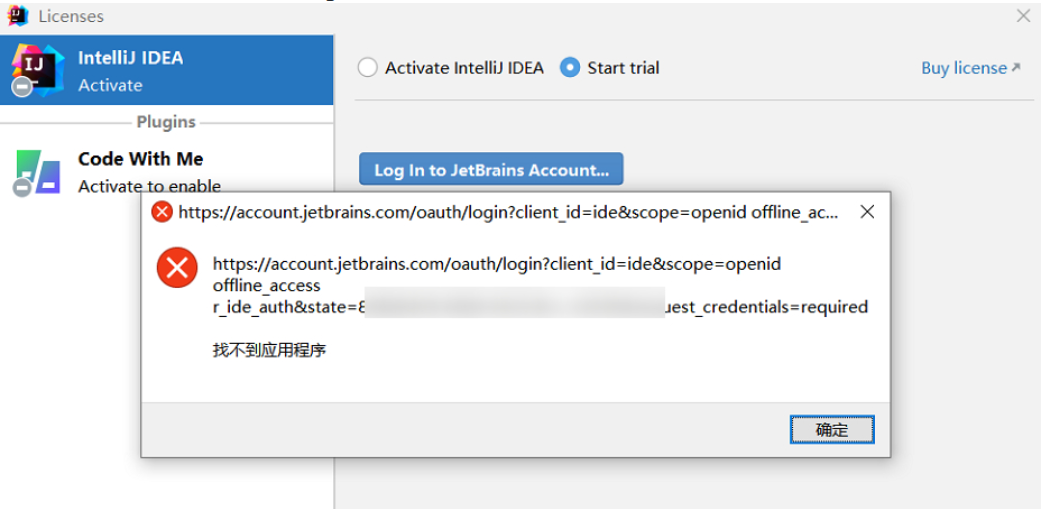 Licenses
IntelliJ IDEA
Activate
Activate IntelliJ IDEA
Start trial
Buy license
Plugins
Code With Me
Activate to enable
Log In to JetBrains Account...
https://account.jetbrains.com/oauth/login?client_id=ide&scope=openid offline_ac...
https://account.jetbrains.com/oauth/login?client_id=ide&scope=openid
offline_access
r_ide_auth&state=8 uest_credentials=required
找不到应用程序
确定